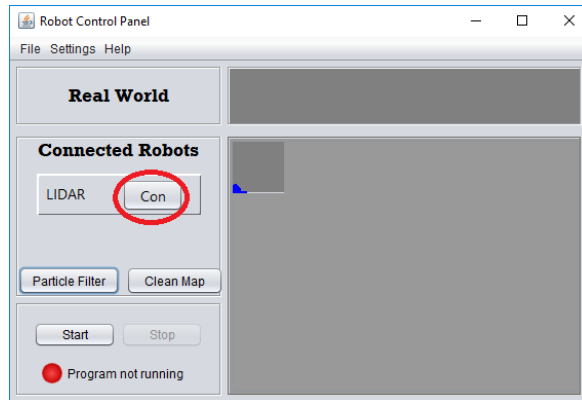 Robot Control Panel
File Settings Help
Real World
Connected Robots
LIDAR Con
Particle Filter Clean Map
Start Stop
Program not running